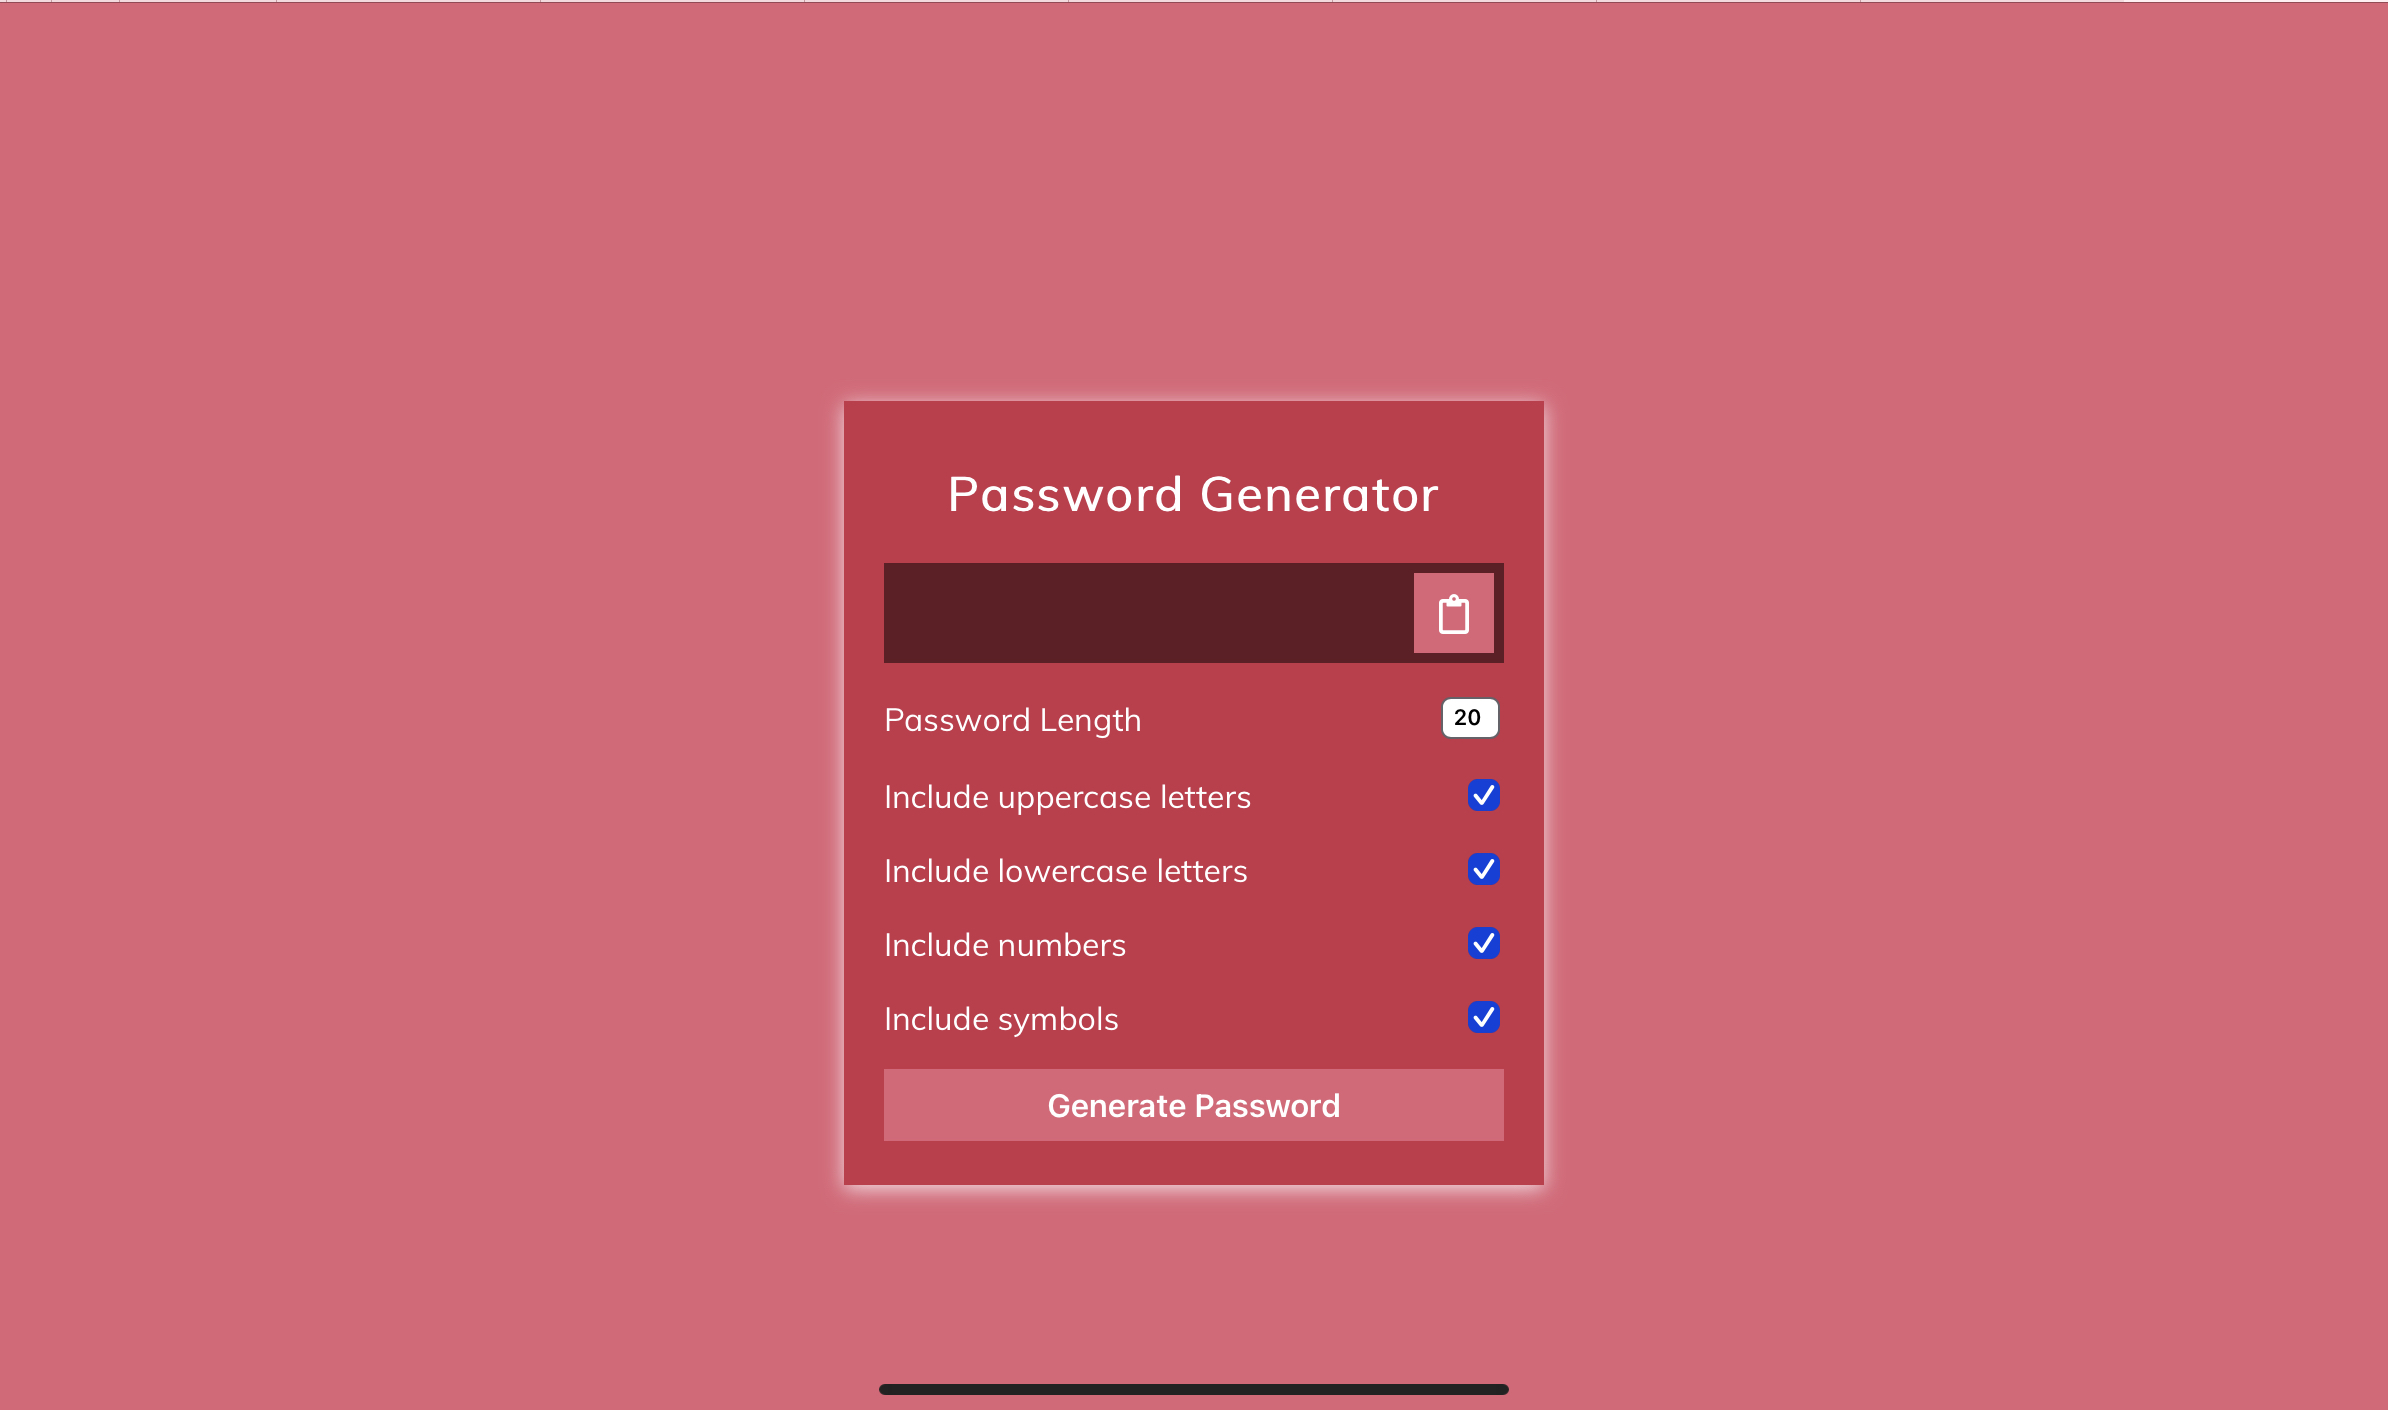 Password Generator
Password Length 20
Include uppercase letters
Include lowercase letters
Include numbers
Include symbols
Generate Password